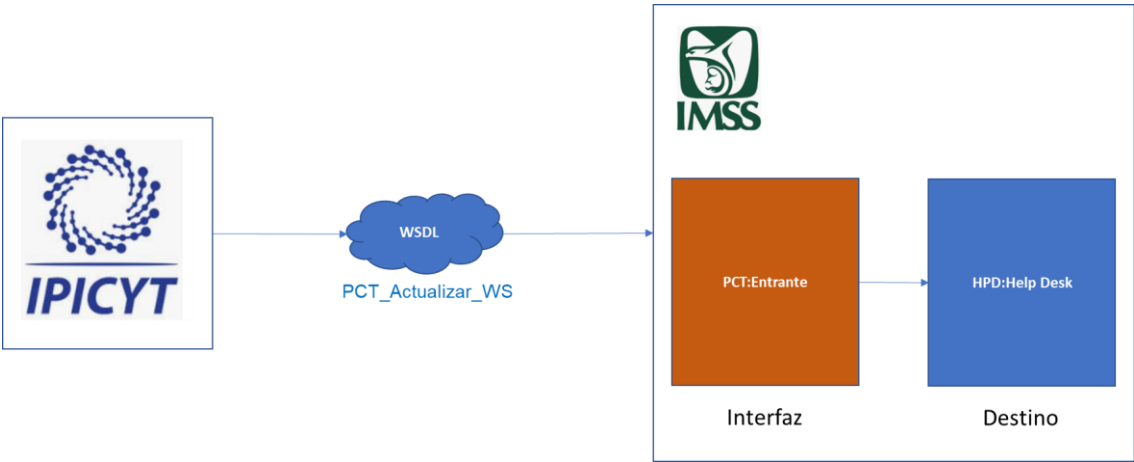 IMSS
IPICYT
WSDL
PCT_Actualizar_WS
PCT:Entrante
HPD:Help Desk
Interfaz
Destino